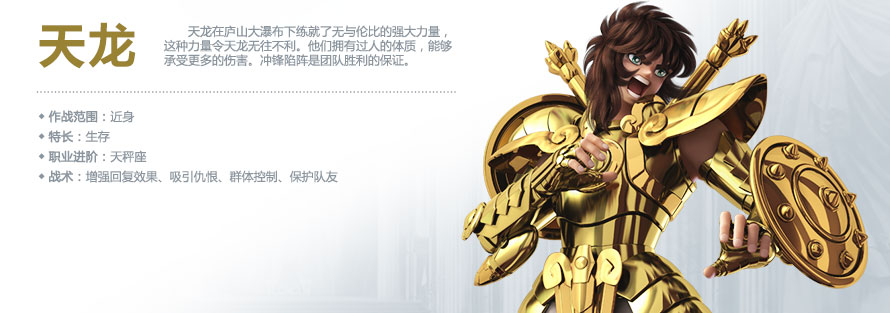 天龙
天龙在庐山大瀑布下练就了无与伦比的强大力量，
这种力量令天龙无往不利。他们拥有过人的体质，能够
承受更多的伤害。冲锋陷阵是团队胜利的保证。
作战范围：近身
特长：生存
职业进阶：天秤座
战术：增强回复效果、吸引仇恨、群体控制、保护队友